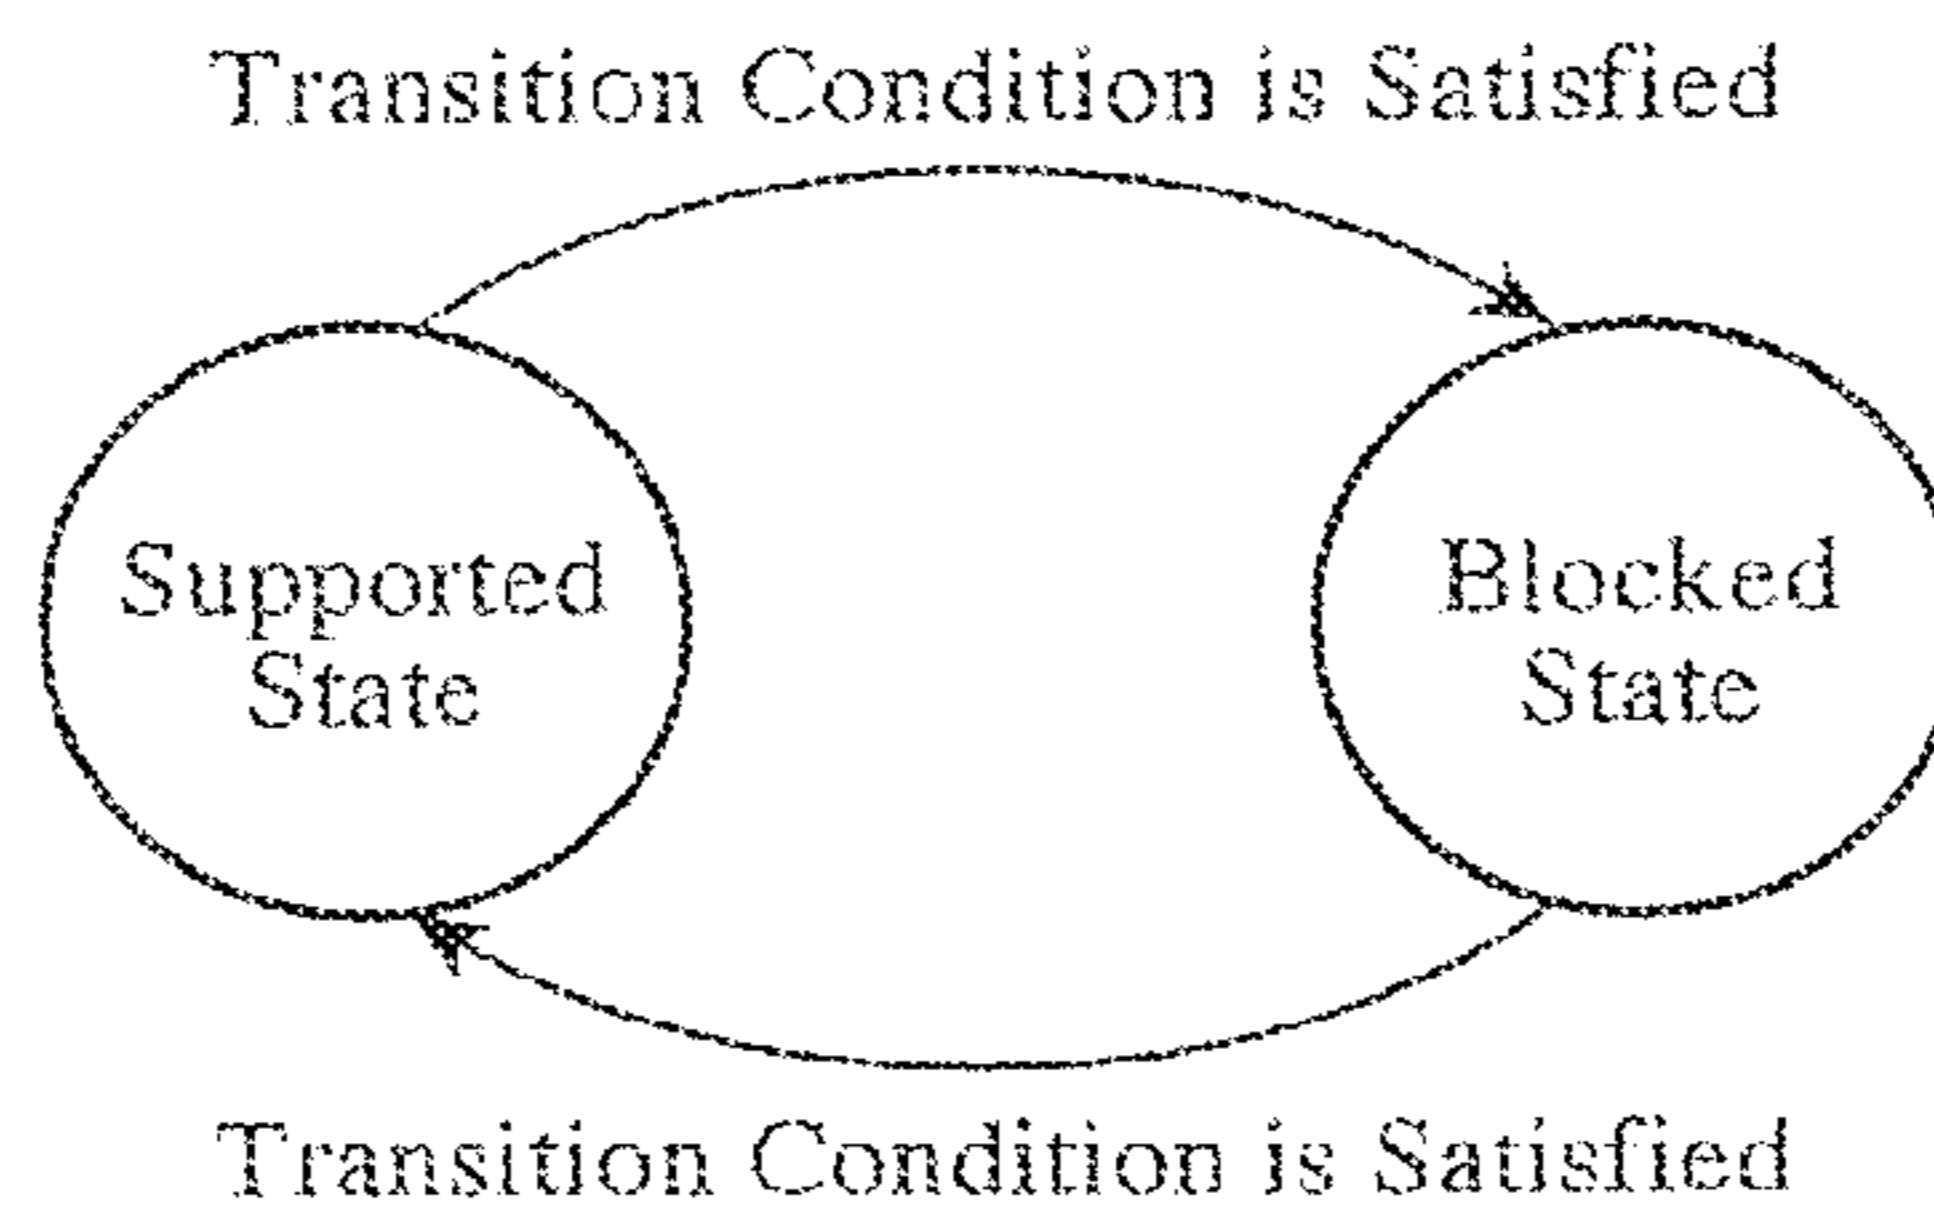 Transition Condition is Satisfied
Supported
State
Blocked
State
Transition Condition is Satisfied